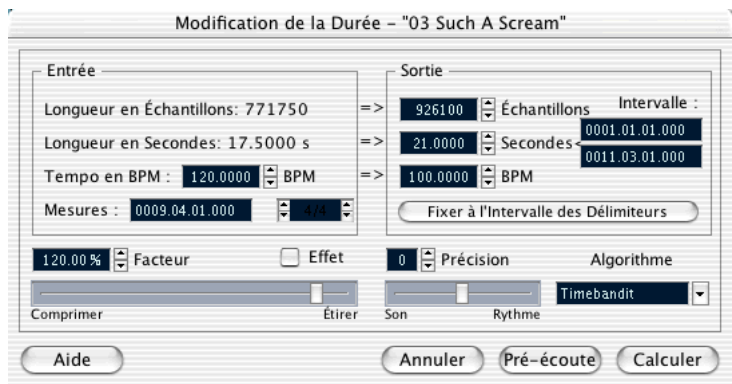 Modification de la Durée – "03 Such A Scream"
Entrée
Sortie
Longueur en Échantillons: 771750 => 926100 Échantillons Intervalle :
0001.01.01.000
Longueur en Secondes: 17.5000 s => 21.0000 Secondes<
0011.03.01.000
Tempo en BPM : 120.0000 BPM => 100.0000 BPM
Mesures : 0009.04.01.000 4/4 Fixer à l'Intervalle des Délimiteurs
120.00 % Facteur Effet 0 Précision Algorithme
Timebandit
Comprimer Étirer Son Rythme
Aide Annuler Pré-écoute Calculer